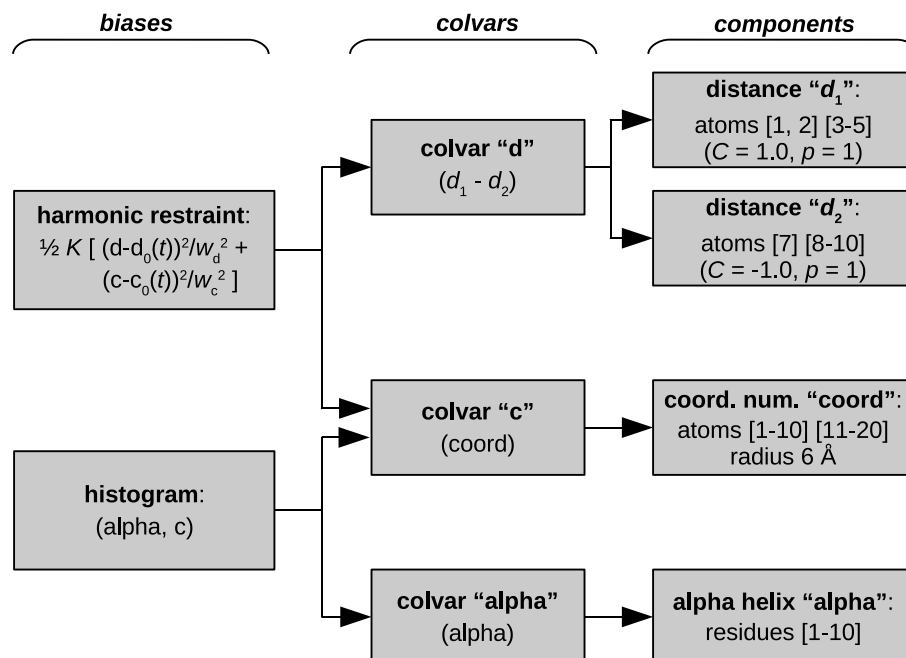 biases
colvars
components
harmonic restraint:
½ K [ (d-d₀(t))²/w_d² +
(c-c₀(t))²/w_c² ]
histogram:
(alpha, c)
colvar “d”
(d₁ - d₂)
colvar “c”
(coord)
colvar “alpha”
(alpha)
distance “d₁”:
atoms [1, 2] [3-5]
(C = 1.0, p = 1)
distance “d₂”:
atoms [7] [8-10]
(C = -1.0, p = 1)
coord. num. “coord”:
atoms [1-10] [11-20]
radius 6 Å
alpha helix “alpha”:
residues [1-10]